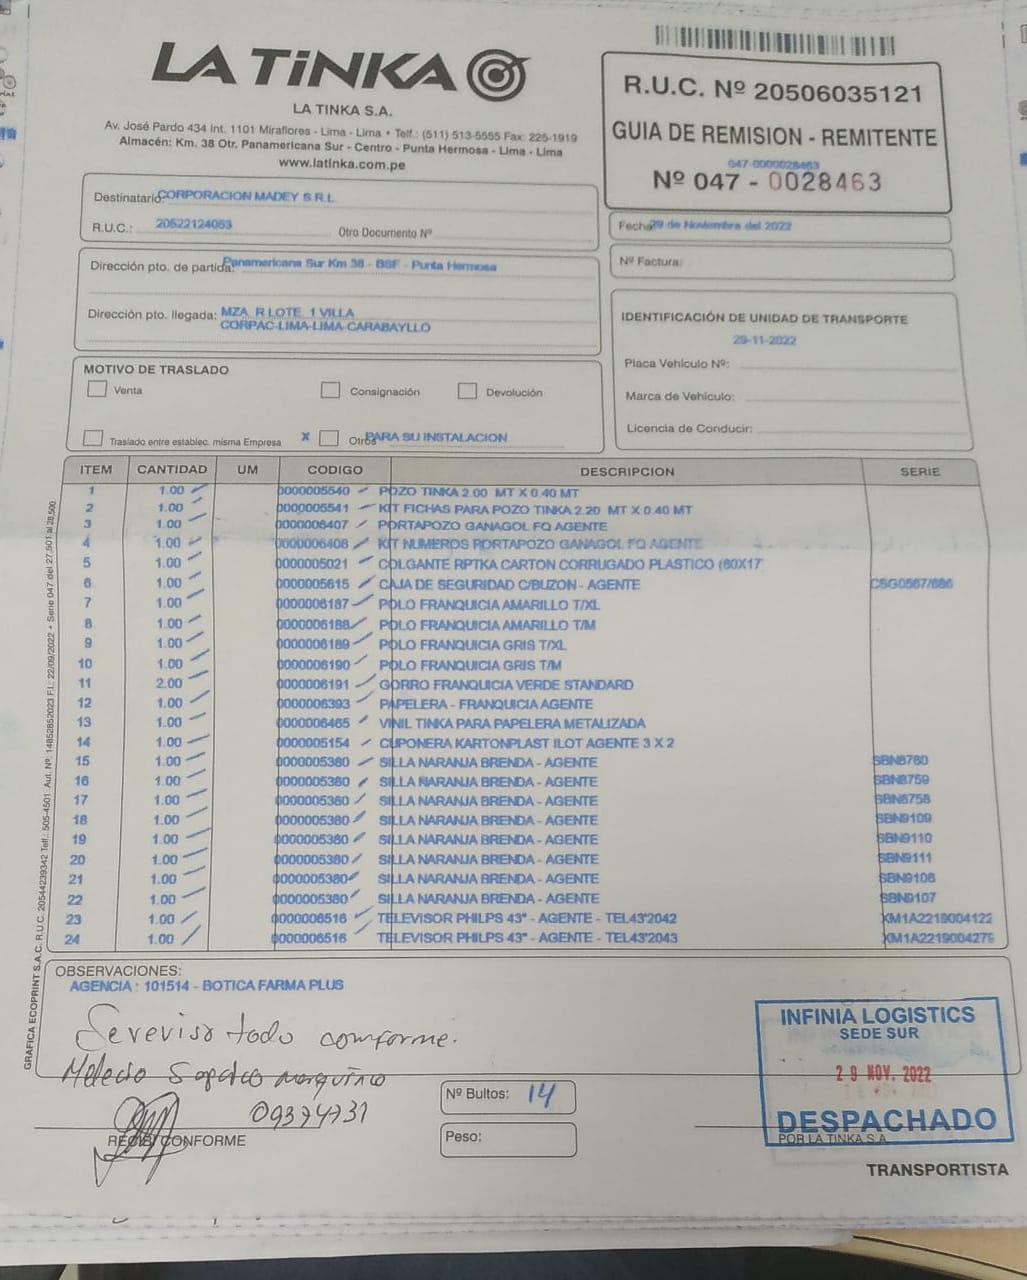 LA TiNKA
LA TINKA S.A.
Av. José Pardo 434 Int. 1101 Miraflores - Lima - Lima • Telf.: (511) 513-5555 Fax: 225-1919
Almacén: Km. 38 Otr. Panamericana Sur - Centro - Punta Hermosa - Lima - Lima
www.latinka.com.pe
R.U.C. Nº 20506035121
GUIA DE REMISION - REMITENTE
047-0000028463
Nº 047 - 0028463
Destinatario: CORPORACION MADEY S.R.L.
R.U.C.: 20522124053 Otro Documento Nº
Fecha 29 de Noviembre del 2022
Nº Factura:
Dirección pto. de partida: Panamericana Sur Km 38 - BSF - Punta Hermosa
Dirección pto. llegada: MZA. R LOTE. 1 VILLA
CORPAC-LIMA-LIMA-CARABAYLLO
IDENTIFICACIÓN DE UNIDAD DE TRANSPORTE
29-11-2022
Placa Vehículo Nº:
Marca de Vehículo:
Licencia de Conducir:
MOTIVO DE TRASLADO
Venta Consignación Devolución
Traslado entre establec. misma Empresa X Otros PARA SU INSTALACION
ITEM CANTIDAD UM CODIGO DESCRIPCION SERIE
1 1.00 0000005540 POZO TINKA 2.00 MT X 0.40 MT
2 1.00 0000005541 KIT FICHAS PARA POZO TINKA 2.20 MT X 0.40 MT
3 1.00 0000006407 PORTAPOZO GANAGOL FQ AGENTE
4 1.00 0000006408 KIT NUMEROS PORTAPOZO GANAGOL FQ AGENTE
5 1.00 0000005021 COLGANTE RPTKA CARTON CORRUGADO PLASTICO (60X17
6 1.00 0000005615 CAJA DE SEGURIDAD C/BUZON - AGENTE CSG0567/686
7 1.00 0000006187 POLO FRANQUICIA AMARILLO T/XL
8 1.00 0000006188 POLO FRANQUICIA AMARILLO T/M
9 1.00 0000006189 POLO FRANQUICIA GRIS T/XL
10 1.00 0000006190 POLO FRANQUICIA GRIS T/M
11 2.00 0000006191 GORRO FRANQUICIA VERDE STANDARD
12 1.00 0000006393 PAPELERA - FRANQUICIA AGENTE
13 1.00 0000006465 VINIL TINKA PARA PAPELERA METALIZADA
14 1.00 0000005154 CUPONERA KARTONPLAST ILOT AGENTE 3 X 2
15 1.00 0000005380 SILLA NARANJA BRENDA - AGENTE SBN8760
16 1.00 0000005380 SILLA NARANJA BRENDA - AGENTE SBN8759
17 1.00 0000005380 SILLA NARANJA BRENDA - AGENTE SBN8758
18 1.00 0000005380 SILLA NARANJA BRENDA - AGENTE SBN9109
19 1.00 0000005380 SILLA NARANJA BRENDA - AGENTE SBN9110
20 1.00 0000005380 SILLA NARANJA BRENDA - AGENTE SBN9111
21 1.00 0000005380 SILLA NARANJA BRENDA - AGENTE SBN9108
22 1.00 0000005380 SILLA NARANJA BRENDA - AGENTE SBN9107
23 1.00 0000006516 TELEVISOR PHILPS 43" - AGENTE - TEL43'2042 XM1A2219004122
24 1.00 0000006516 TELEVISOR PHILPS 43" - AGENTE - TEL43'2043 XM1A2219004275
GRAFICA ECOPRINT S.A.C. R.U.C. 20544239342 Telf.: 505-4501 Aut. Nº: 14852852023 F.I.: 22/09/2022 • Serie 047 del 27,501 al 28,500
OBSERVACIONES:
AGENCIA : 101514 - BOTICA FARMA PLUS
Se reviso todo comforme.
09374731
RECIBI CONFORME
Nº Bultos: 14
Peso:
INFINIA LOGISTICS
SEDE SUR
29 NOV. 2022
DESPACHADO
POR LA TINKA S.A.
TRANSPORTISTA